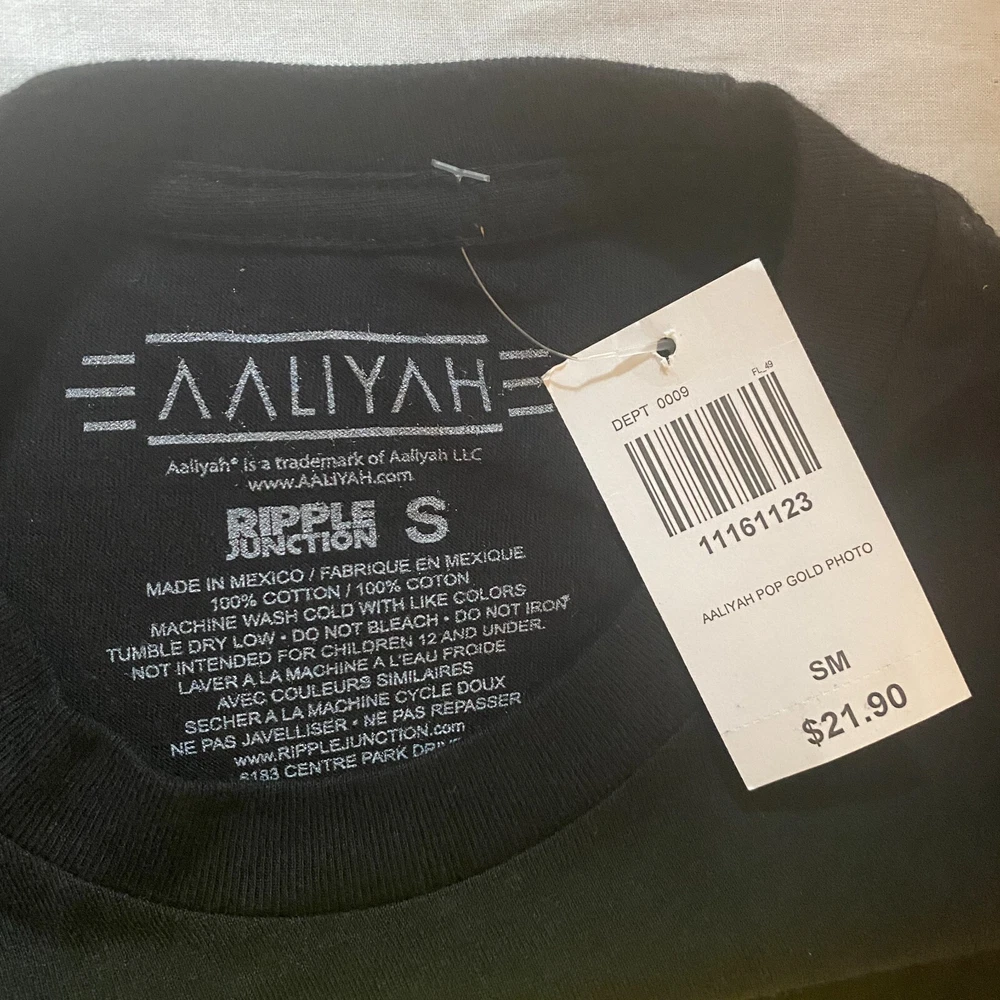 AALIYAH
Aaliyah® is a trademark of Aaliyah LLC
www.AALIYAH.com
RIPPLE JUNCTION S
MADE IN MEXICO / FABRIQUE EN MEXIQUE
100% COTTON / 100% COTON
MACHINE WASH COLD WITH LIKE COLORS
TUMBLE DRY LOW • DO NOT BLEACH • DO NOT IRON
NOT INTENDED FOR CHILDREN 12 AND UNDER.
LAVER A LA MACHINE A L'EAU FROIDE
AVEC COULEURS SIMILAIRES
SECHER A LA MACHINE CYCLE DOUX
NE PAS JAVELLISER • NE PAS REPASSER
www.RIPPLEJUNCTION.com
6183 CENTRE PARK
FL_49
DEPT 0009
11161123
AALIYAH POP GOLD PHOTO
SM
$21.90